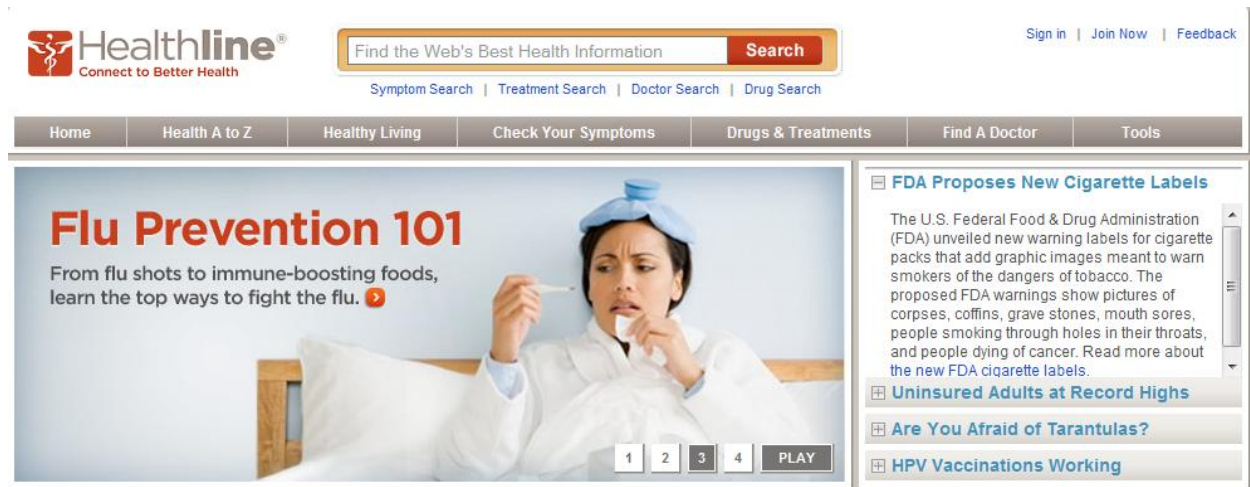 Healthline®
Connect to Better Health
Find the Web's Best Health Information
Search
Sign in | Join Now | Feedback
Symptom Search | Treatment Search | Doctor Search | Drug Search
Home Health A to Z Healthy Living Check Your Symptoms Drugs & Treatments Find A Doctor Tools
Flu Prevention 101
From flu shots to immune-boosting foods,
learn the top ways to fight the flu.
1 2 3 4 PLAY
FDA Proposes New Cigarette Labels
The U.S. Federal Food & Drug Administration
(FDA) unveiled new warning labels for cigarette
packs that add graphic images meant to warn
smokers of the dangers of tobacco. The
proposed FDA warnings show pictures of
corpses, coffins, grave stones, mouth sores,
people smoking through holes in their throats,
and people dying of cancer. Read more about
the new FDA cigarette labels.
Uninsured Adults at Record Highs
Are You Afraid of Tarantulas?
HPV Vaccinations Working